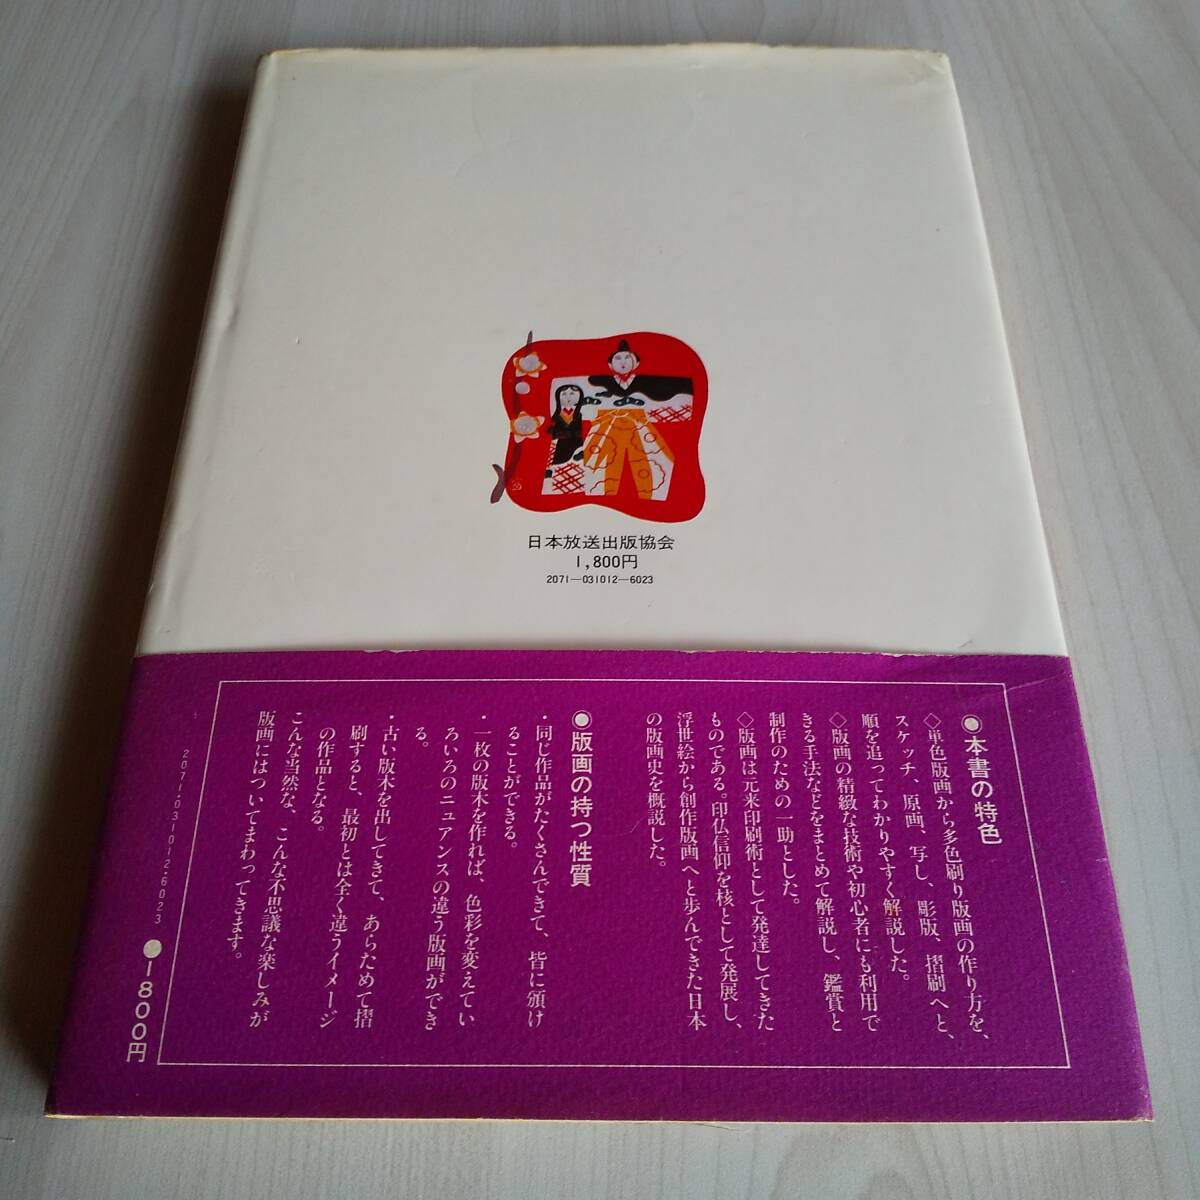 日本放送出版協会
1,800円
2071―031012―6023
●本書の特色
◇単色版画から多色刷り版画の作り方を、
スケッチ、原画、写し、彫版、摺刷へと、
順を追ってわかりやすく解説した。
◇版画の精緻な技術や初心者にも利用で
きる手法などをまとめて解説し、鑑賞と
制作のための一助とした。
◇版画は元来印刷術として発達してきた
ものである。印仏信仰を核として発展し、
浮世絵から創作版画へと歩んできた日本
の版画史を概説した。
●版画の持つ性質
・同じ作品がたくさんできて、皆に頒け
ることができる。
・一枚の版木を作れば、色彩を変えてい
ろいろのニュアンスの違う版画ができ
る。
・古い版木を出してきて、あらためて摺
刷すると、最初とは全く違うイメージ
の作品となる。
こんな当然な、こんな不思議な楽しみが
版画にはついてまわってきます。
2071-031012-6023
●1800円